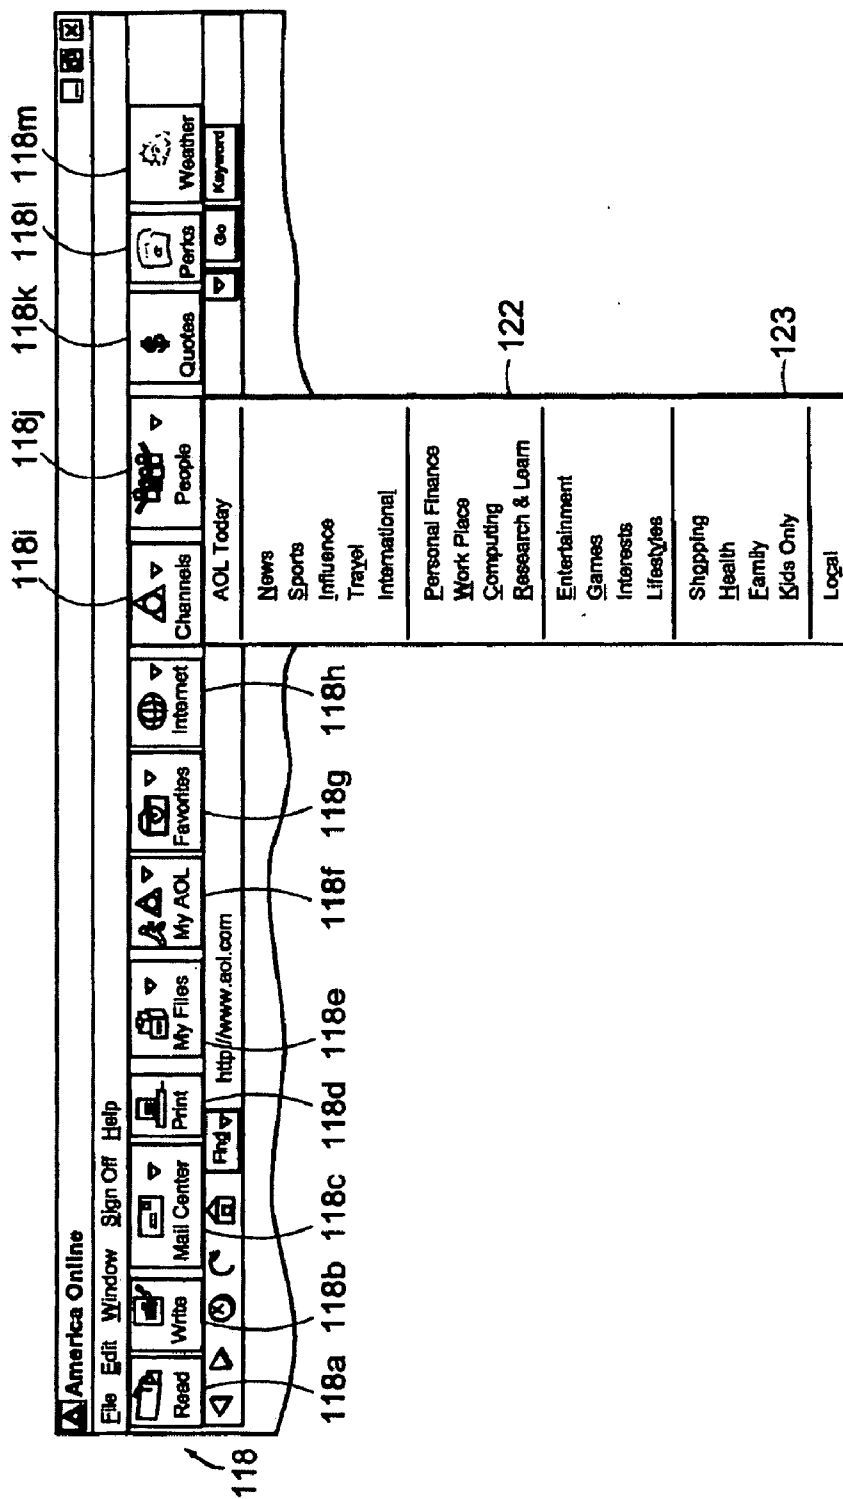 118i 118j 118k 118l 118m
America Online
File Edit Window Sign Off Help
Read Write Mail Center Print My Files My AOL Favorites Internet Channels People Quotes Perks Weather
Find http://www.aol.com Go Keyword
118
118a 118b 118c 118d 118e 118f 118g 118h
AOL Today
News
Sports
Influence
Travel
International
Personal Finance
Work Place
Computing
Research & Learn
122
Entertainment
Games
Interests
Lifestyles
Shopping
Health
Family
Kids Only
123
Local